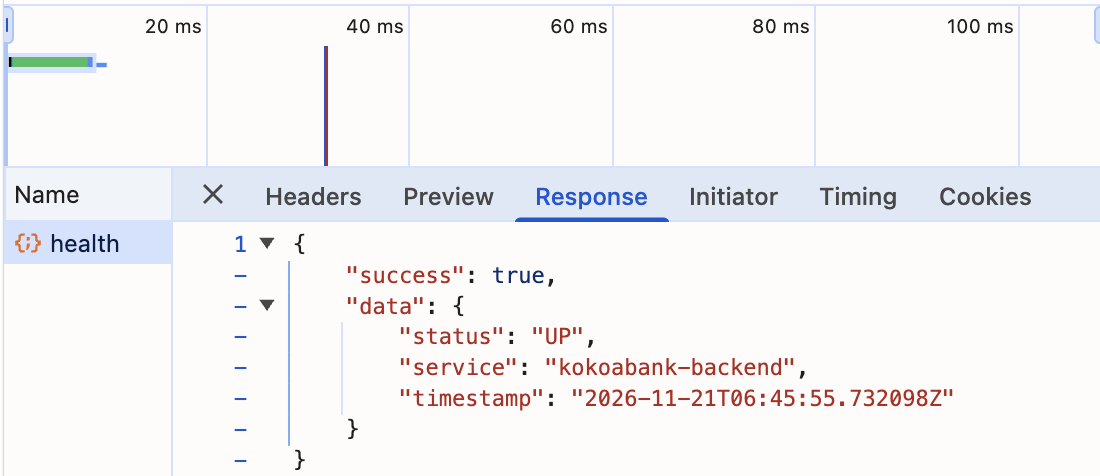 20 ms 40 ms 60 ms 80 ms 100 ms
Name Headers Preview Response Initiator Timing Cookies
health
1 {
- "success": true,
- "data": {
- "status": "UP",
- "service": "kokoabank-backend",
- "timestamp": "2026-11-21T06:45:55.732098Z"
- }
- }